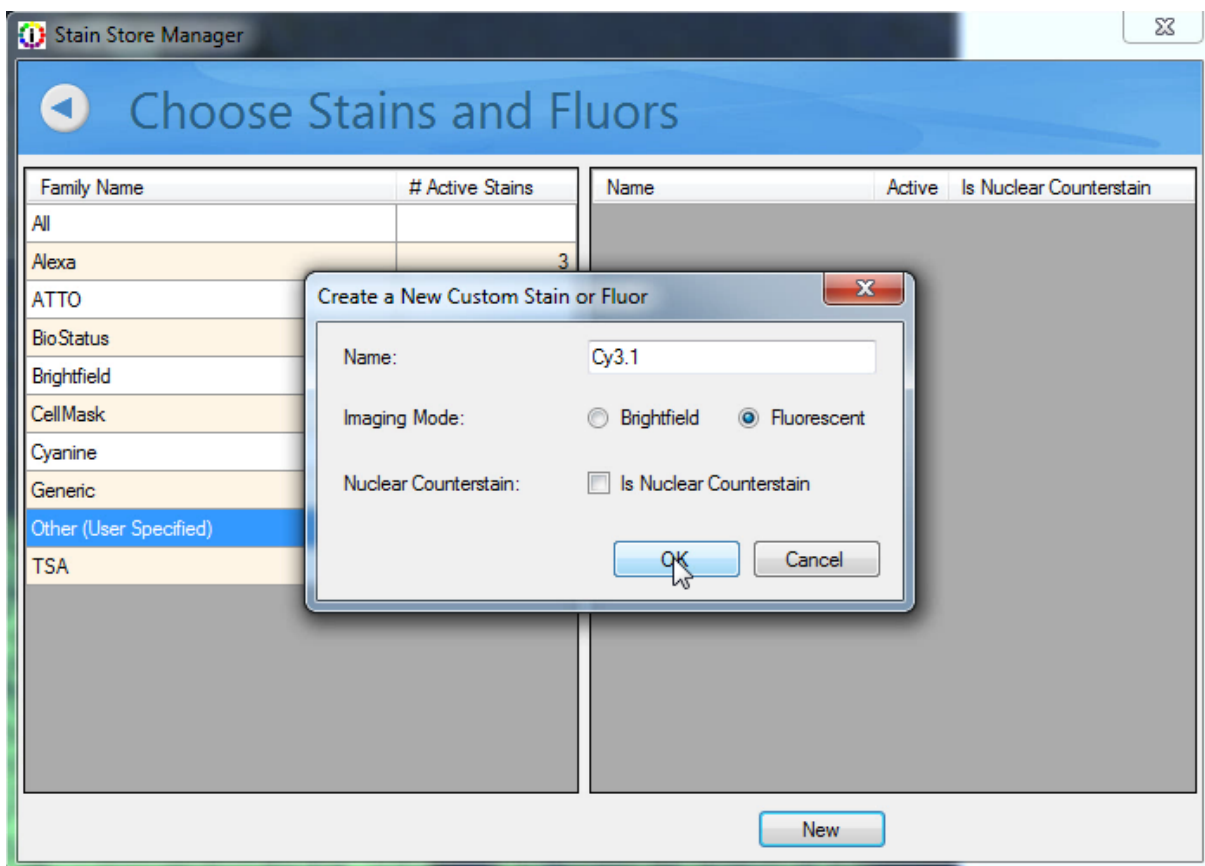 Stain Store Manager
Choose Stains and Fluors
Family Name # Active Stains
All
Alexa 3
ATTO
BioStatus
Brightfield
CellMask
Cyanine
Generic
Other (User Specified)
TSA
Name Active Is Nuclear Counterstain
Create a New Custom Stain or Fluor
Name: Cy3.1
Imaging Mode: Brightfield Fluorescent
Nuclear Counterstain: Is Nuclear Counterstain
OK Cancel
New